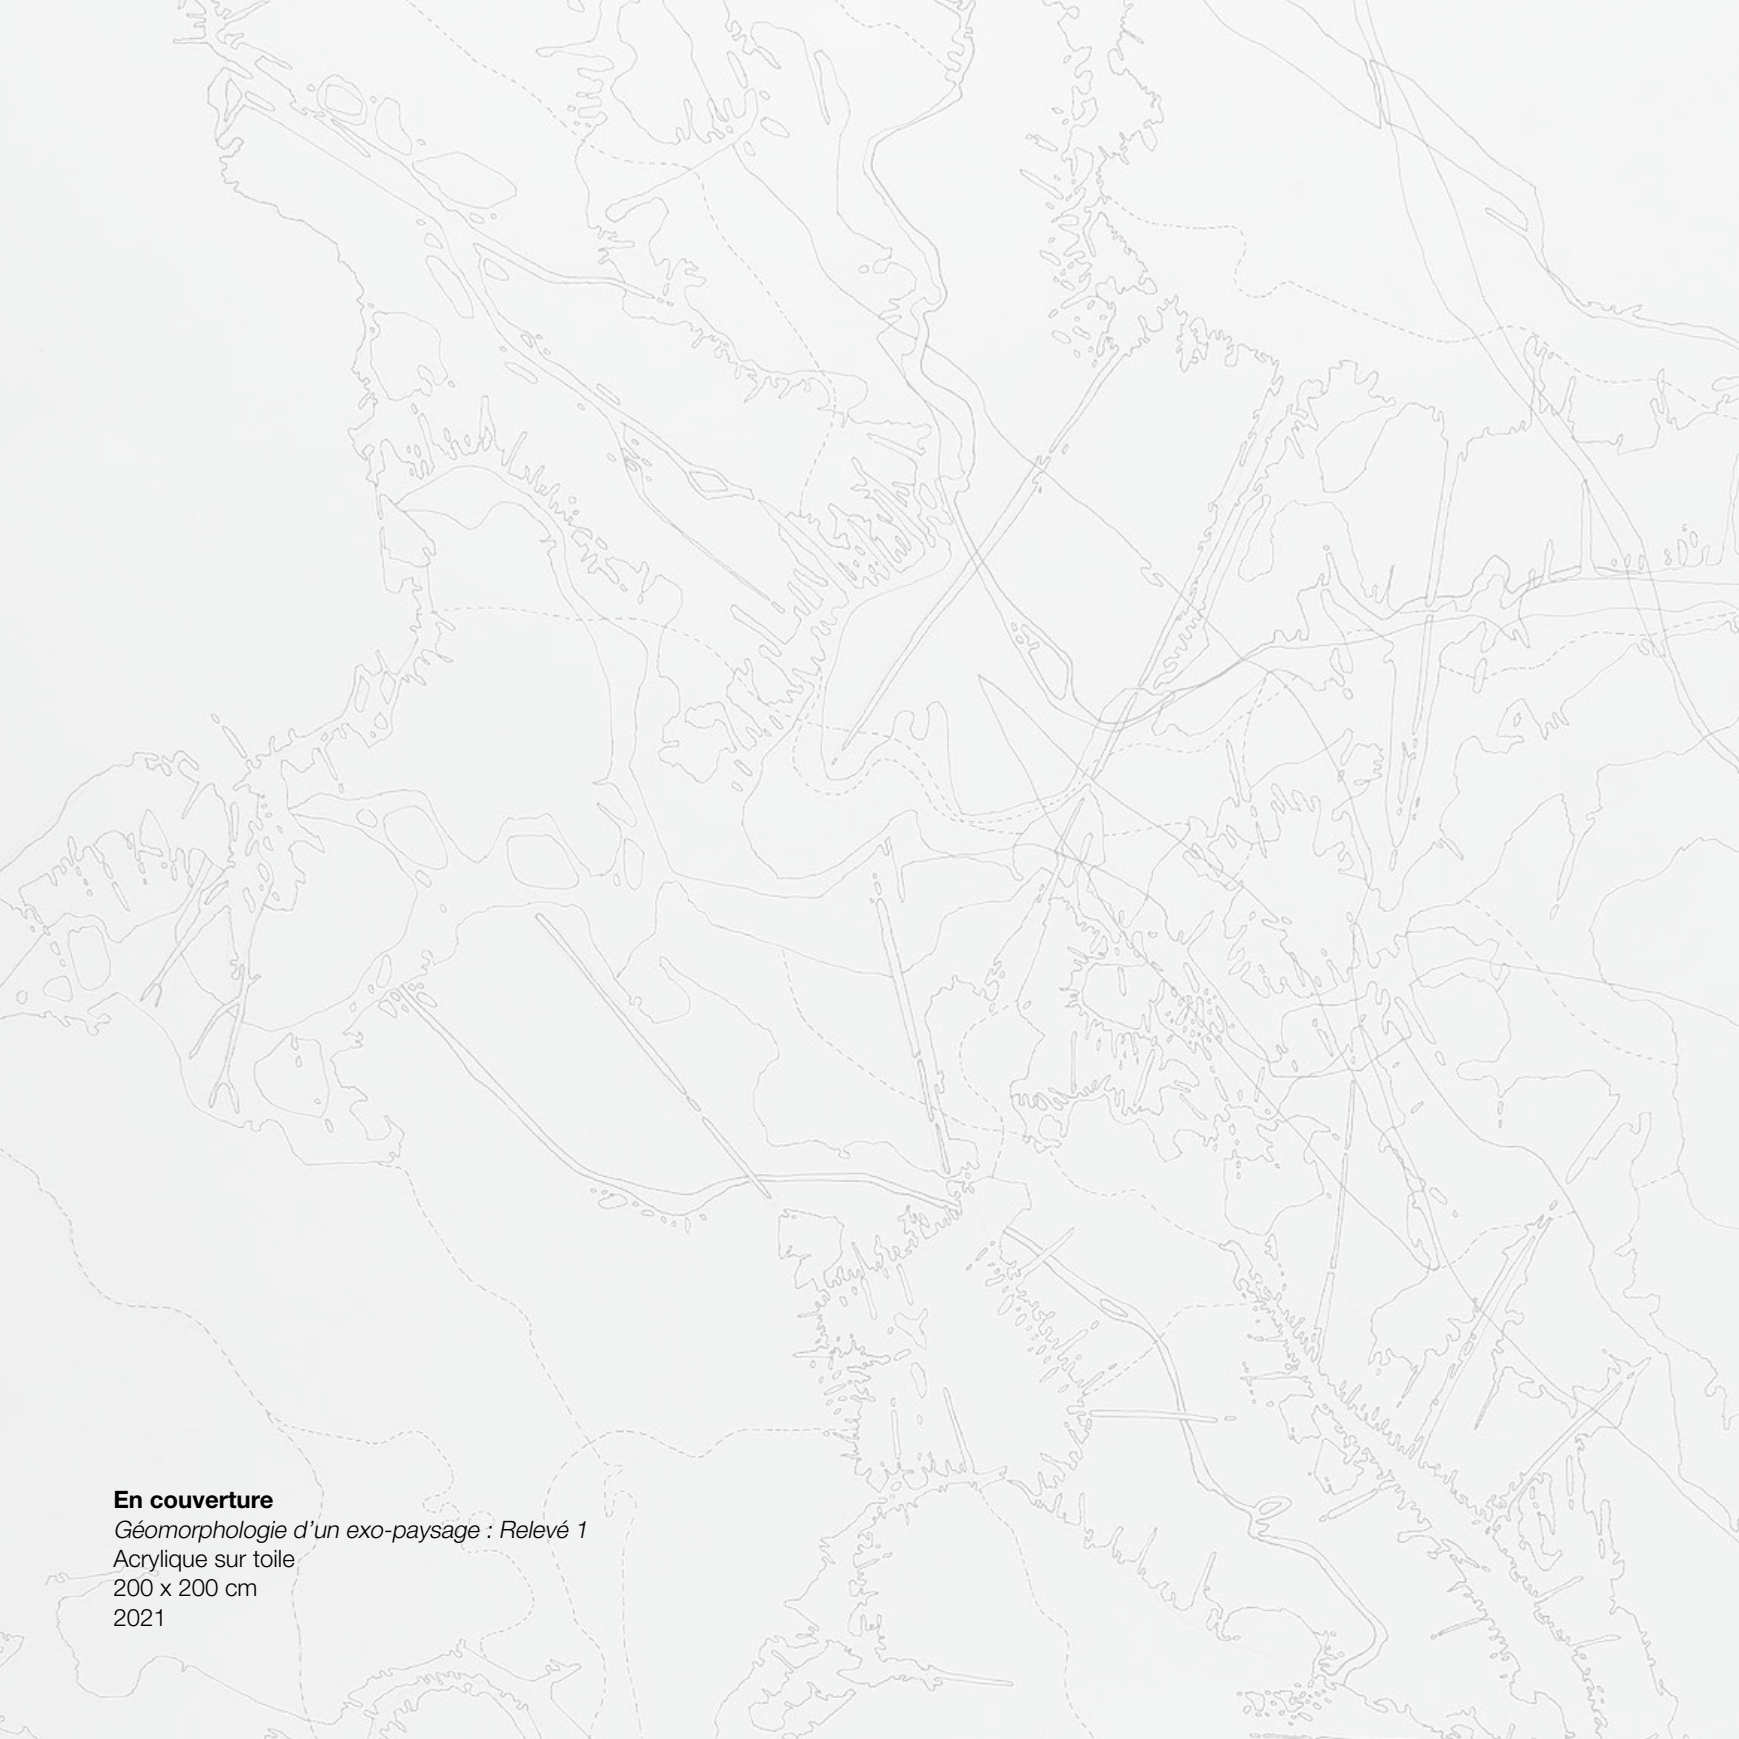 En couverture
Géomorphologie d’un exo-paysage : Relevé 1
Acrylique sur toile
200 x 200 cm
2021